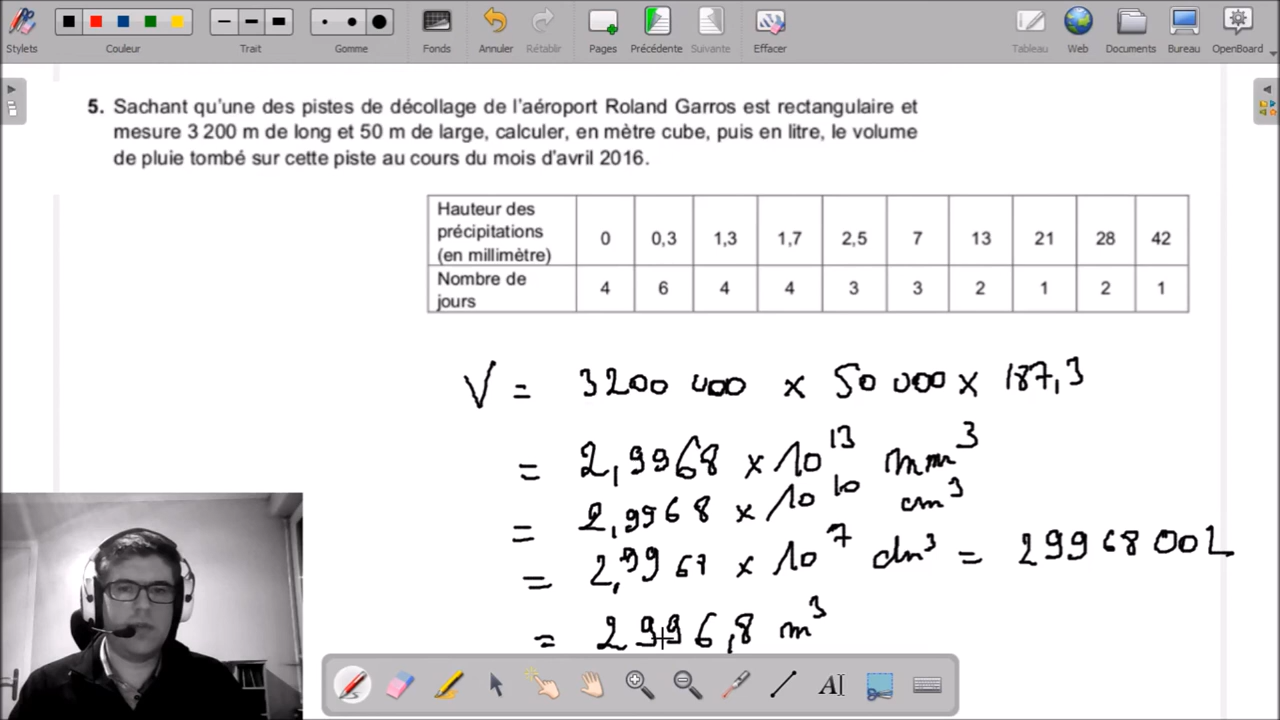 Stylets Couleur Trait Gomme Fonds Annuler Rétablir Pages Précédente Suivante Effacer Tableau Web Documents Bureau OpenBoard
5. Sachant qu'une des pistes de décollage de l'aéroport Roland Garros est rectangulaire et
mesure 3 200 m de long et 50 m de large, calculer, en mètre cube, puis en litre, le volume
de pluie tombé sur cette piste au cours du mois d'avril 2016.
Hauteur des
précipitations
(en millimètre)
0 0,3 1,3 1,7 2,5 7 13 21 28 42
Nombre de
jours
4 6 4 4 3 3 2 1 2 1
V = 3200 000 × 50 000 × 187,3
= 2,9968 × 10^13 mm^3
= 2,9968 × 10^10 cm^3
= 2,9967 × 10^7 dm^3 = 29968 00L
= 29968 m^3
AI